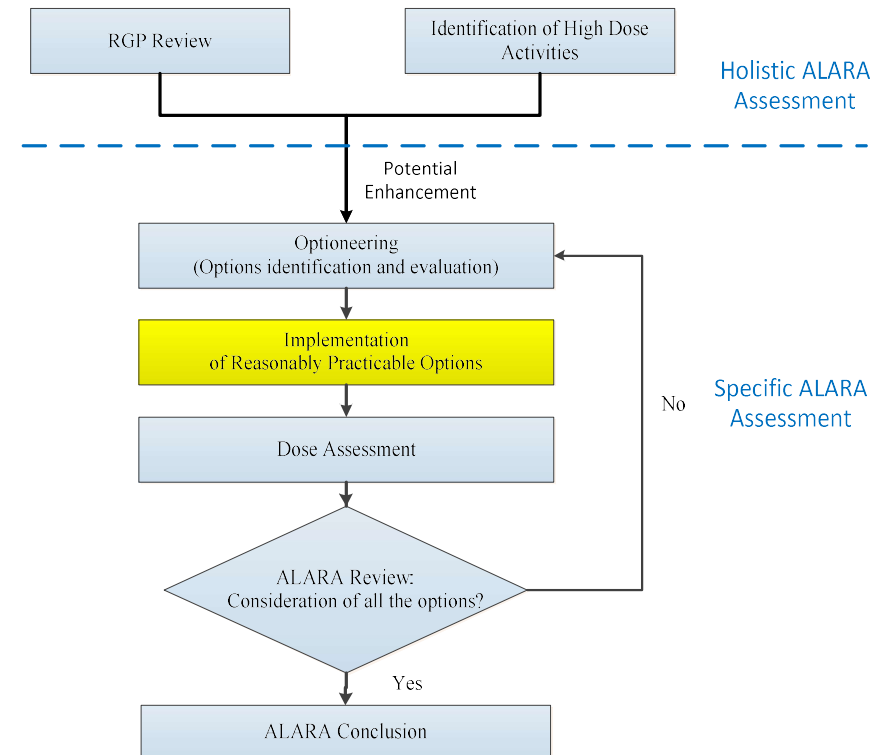 RGP Review
Identification of High Dose
Activities
Holistic ALARA
Assessment
Potential
Enhancement
Optioneering
(Options identification and evaluation)
Implementation
of Reasonably Practicable Options
Specific ALARA
Assessment
No
Dose Assessment
ALARA Review:
Consideration of all the options?
Yes
ALARA Conclusion